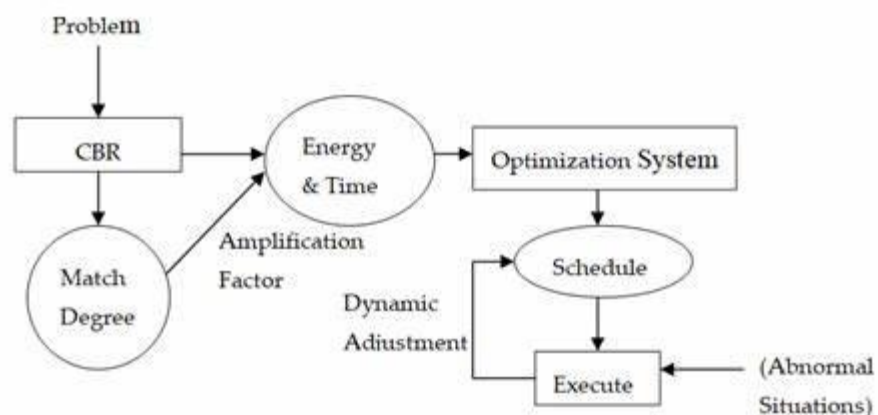 Problem
CBR
Energy
& Time
Optimization System
Amplification
Factor
Match
Degree
Schedule
Dynamic
Adiustment
Execute
(Abnormal
Situations)